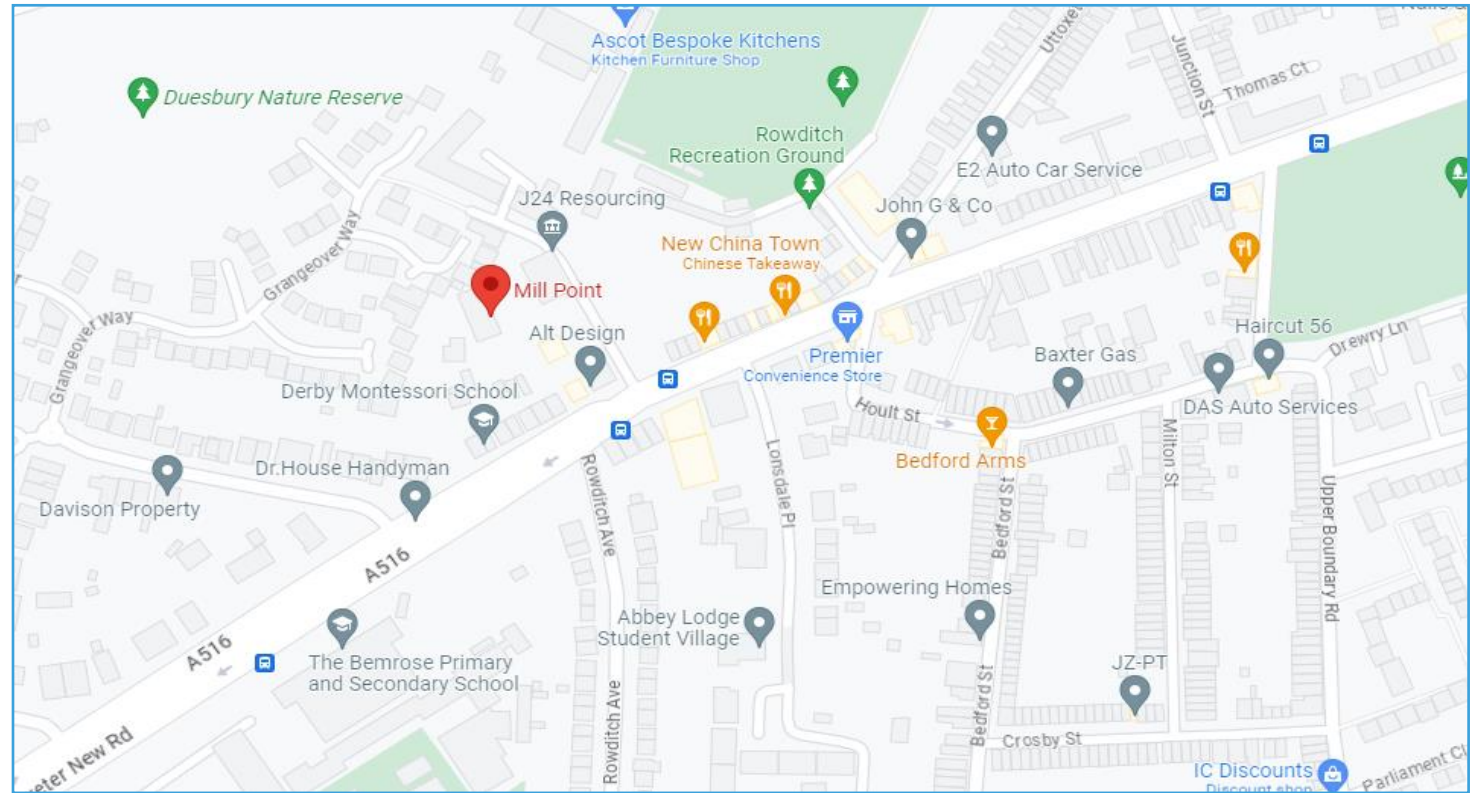 Ascot Bespoke Kitchens
Kitchen Furniture Shop
Junction St
Thomas Ct
Duesbury Nature Reserve
Rowditch
Recreation Ground
E2 Auto Car Service
J24 Resourcing
John G & Co
New China Town
Chinese Takeaway
Grangeover Way
Mill Point
Grangeover Way
Alt Design
Premier
Convenience Store
Baxter Gas
Haircut 56
Drewry Ln
Derby Montessori School
Hoult St
DAS Auto Services
Dr.House Handyman
Bedford Arms
Davison Property
Rowditch Ave
Lonsdale Pl
Bedford St
Milton St
Upper Boundary Rd
A516
Empowering Homes
Abbey Lodge
Student Village
A516
The Bemrose Primary
and Secondary School
JZ-PT
Rowditch Ave
Bedford St
Crosby St
New Rd
IC Discounts
Discount shop
Parliament